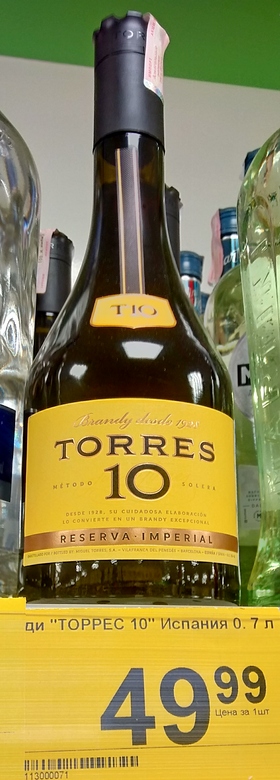 T10
Brandy desde 1928
TORRES
10
MÉTODO SOLERA
DESDE 1928, SU CUIDADOSA ELABORACIÓN
LO CONVIERTE EN UN BRANDY EXCEPCIONAL
RESERVA · IMPERIAL
ди "ТОРРЕС 10" Испания 0.7 л
49 99
Цена за 1шт
113000071